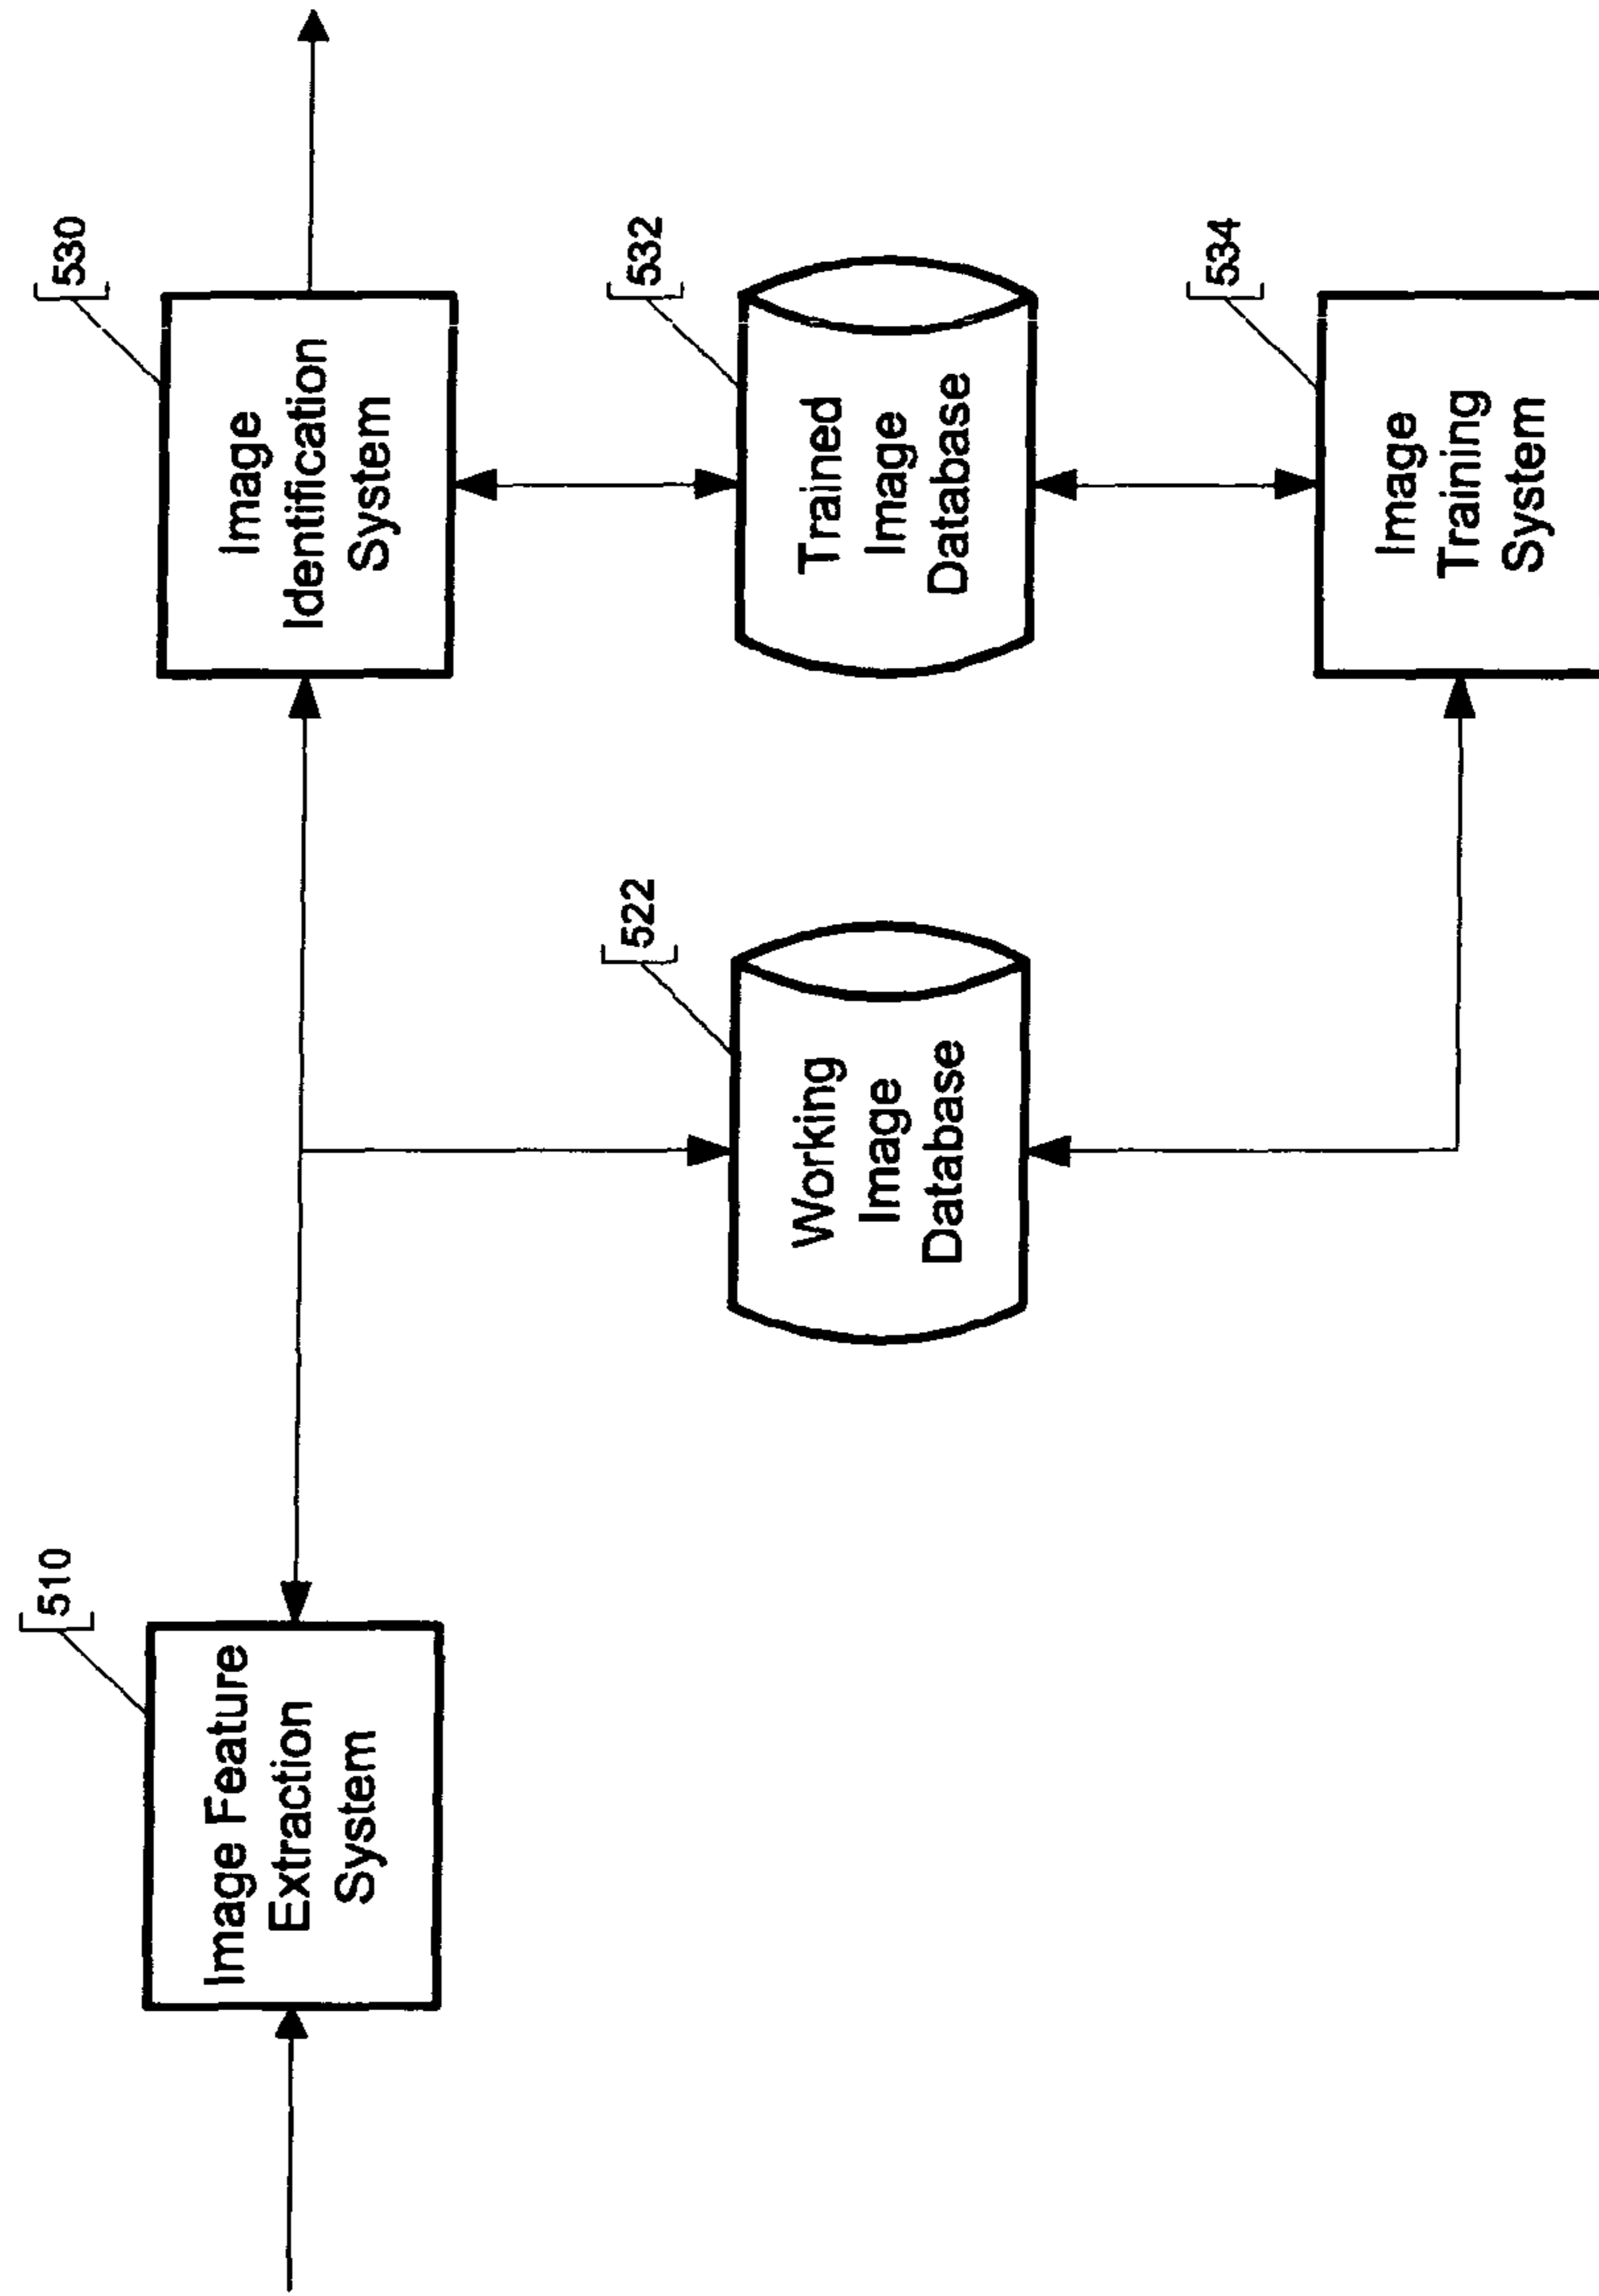 510
Image Feature
Extraction
System
522
Working
Image
Database
530
Image
Identification
System
532
Trained
Image
Database
534
Image
Training
System